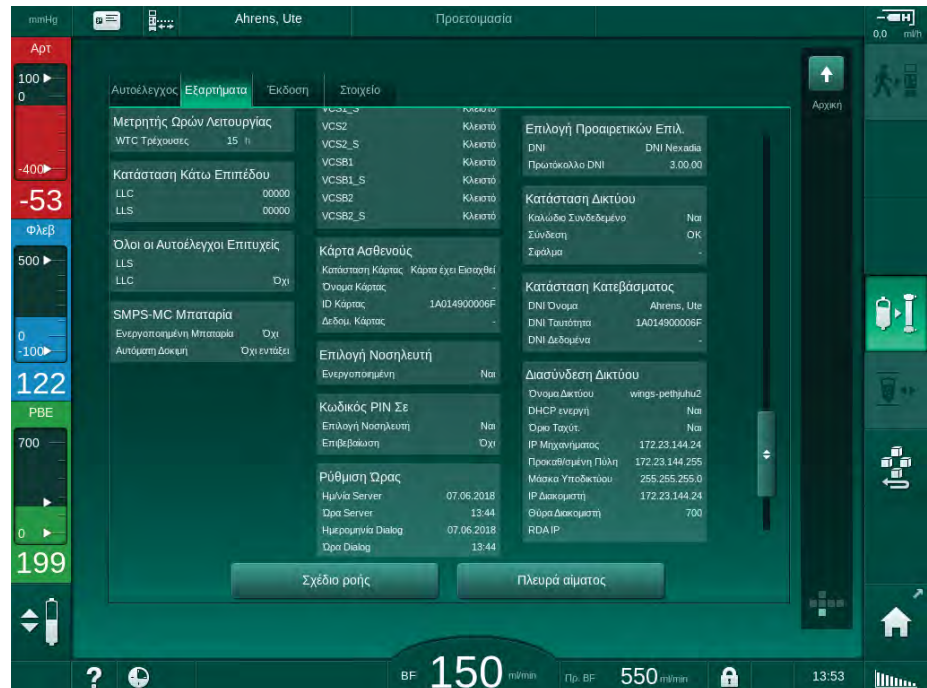 mmHg
Ahrens, Ute
Προετοιμασία
0,0 ml/h
Αρτ
100
0
-400
-53
Φλεβ
500
0
-100
122
PBE
700
0
199
Αυτοέλεγχος Εξαρτήματα Έκδοση Στοιχείο
Μετρητής Ωρών Λειτουργίας
WTC Τρέχουσες 15 h
Κατάσταση Κάτω Επιπέδου
LLC 00000
LLS 00000
Όλοι οι Αυτοέλεγχοι Επιτυχείς
LLS
LLC Όχι
SMPS-MC Μπαταρία
Ενεργοποιημένη Μπαταρία Όχι
Αυτόματη Δοκιμή Όχι εντάξει
VCS1_S Κλειστό
VCS2 Κλειστό
VCS2_S Κλειστό
VCSB1 Κλειστό
VCSB1_S Κλειστό
VCSB2 Κλειστό
VCSB2_S Κλειστό
Κάρτα Ασθενούς
Κατάσταση Κάρτας Κάρτα έχει Εισαχθεί
Όνομα Κάρτας -
ID Κάρτας 1A014900006F
Δεδομ. Κάρτας -
Επιλογή Νοσηλευτή
Ενεργοποιημένη Ναι
Κωδικός PIN Σε
Επιλογή Νοσηλευτή Ναι
Επιβεβαίωση Όχι
Ρύθμιση Ώρας
Ημ/νία Server 07.06.2018
Ώρα Server 13:44
Ημερομηνία Dialog 07.06.2018
Ώρα Dialog 13:44
Επιλογή Προαιρετικών Επιλ.
DNI DNI Nexadia
Πρωτόκολλο DNI 3.00.00
Κατάσταση Δικτύου
Καλώδιο Συνδεδεμένο Ναι
Σύνδεση OK
Σφάλμα -
Κατάσταση Κατεβάσματος
DNI Όνομα Ahrens, Ute
DNI Ταυτότητα 1A014900006F
DNI Δεδομένα -
Διασύνδεση Δικτύου
Όνομα Δικτύου wings-pethjuhu2
DHCP ενεργή Ναι
Όριο Ταχύτ. Ναι
IP Μηχανήματος 172.23.144.24
Προκαθ/σμένη Πύλη 172.23.144.255
Μάσκα Υποδικτύου 255.255.255.0
IP Διακομιστή 172.23.144.24
Θύρα Διακομιστή 700
RDA IP
Αρχική
Σχέδιο ροής
Πλευρά αίματος
? BF 150 ml/min Πρ. BF 550 ml/min 13:53